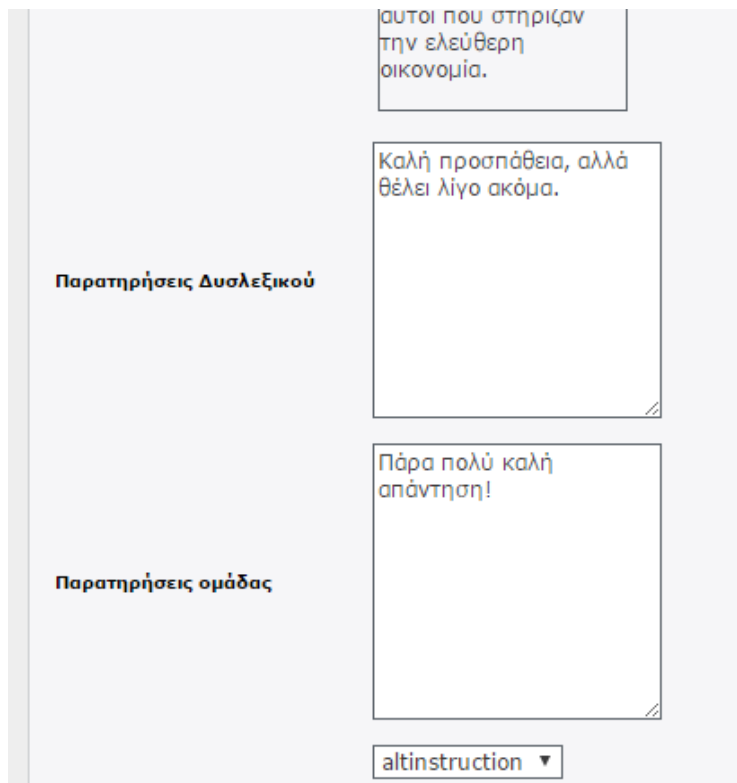 αυτοί που στήριζαν
την ελεύθερη
οικονομία.
Καλή προσπάθεια, αλλά
θέλει λίγο ακόμα.
Παρατηρήσεις Δυσλεξικού
Πάρα πολύ καλή
απάντηση!
Παρατηρήσεις ομάδας
altinstruction